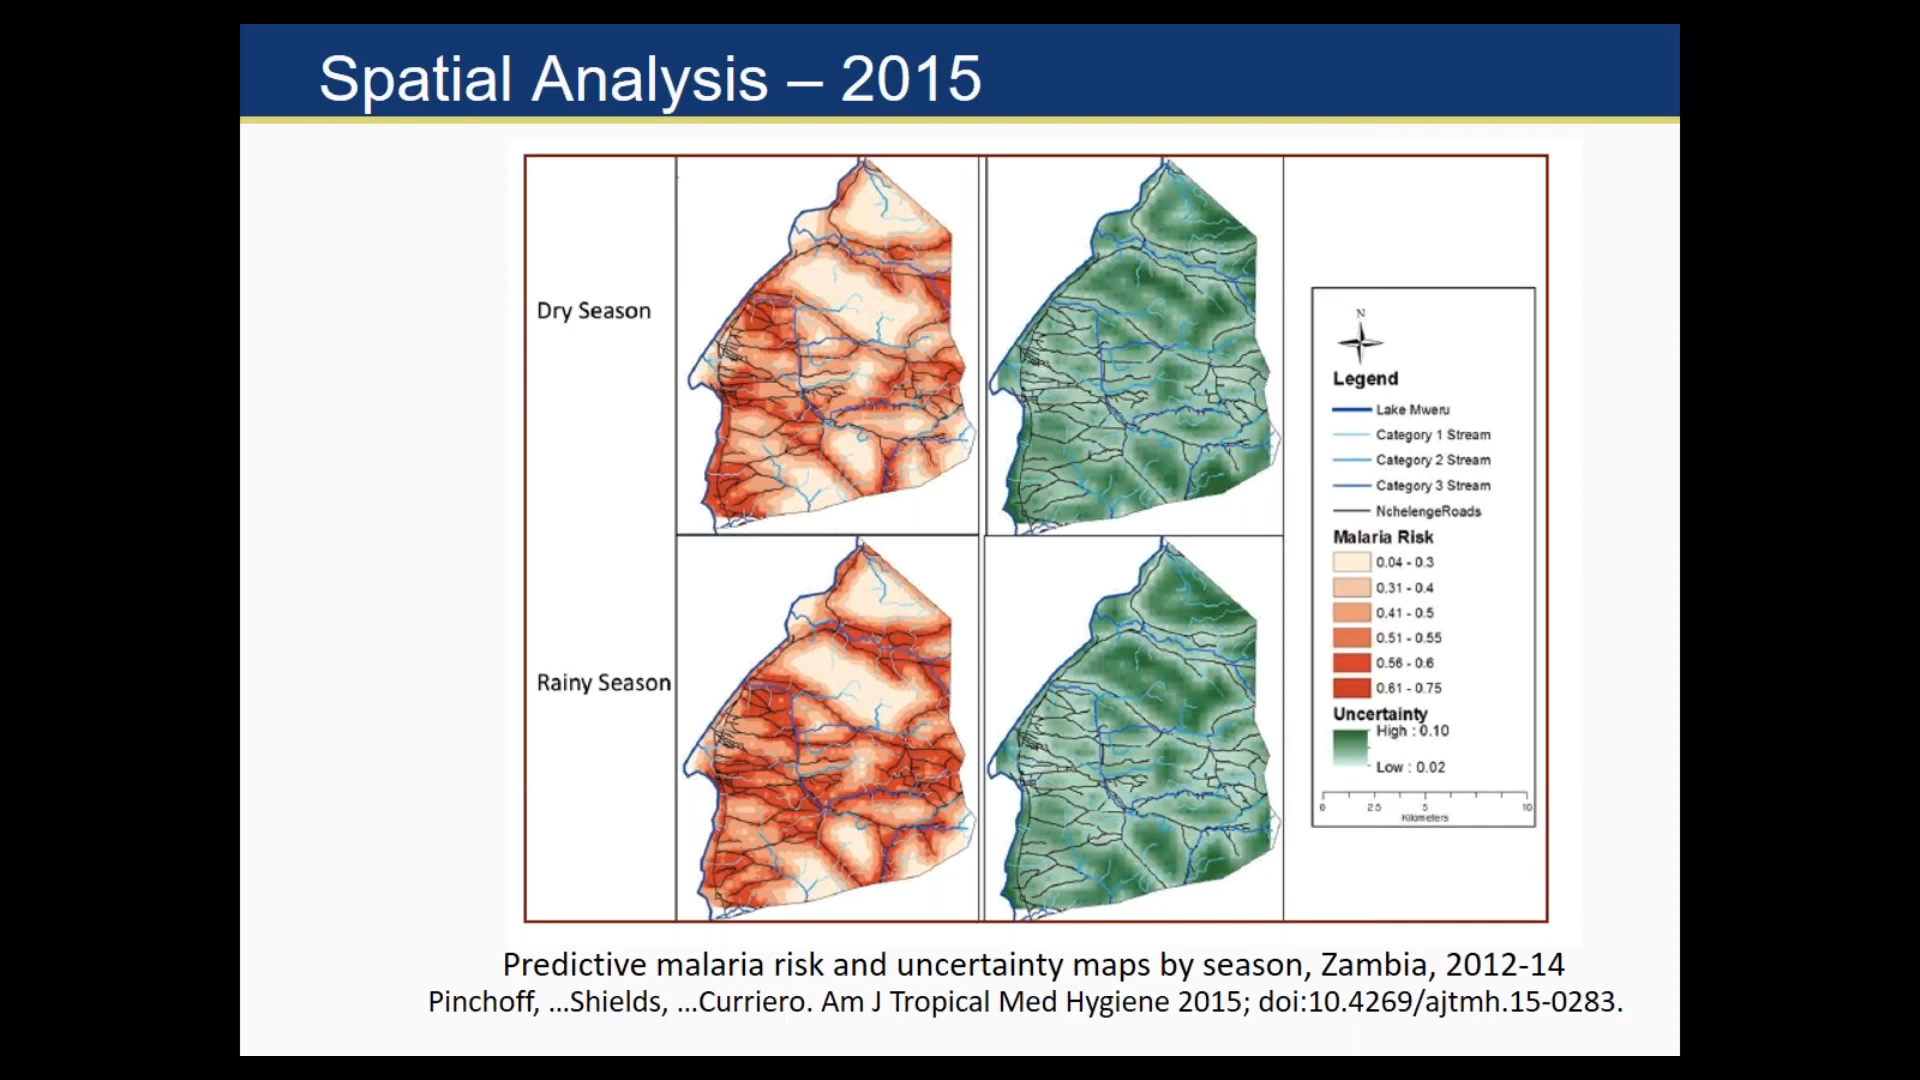 Spatial Analysis – 2015
Dry Season
Rainy Season
N
Legend
Lake Mweru
Category 1 Stream
Category 2 Stream
Category 3 Stream
NchelengeRoads
Malaria Risk
0.04 - 0.3
0.31 - 0.4
0.41 - 0.5
0.51 - 0.55
0.56 - 0.6
0.61 - 0.75
Uncertainty
High : 0.10
Low : 0.02
0 2.5 5 10
Kilometers
Predictive malaria risk and uncertainty maps by season, Zambia, 2012-14
Pinchoff, ...Shields, ...Curriero. Am J Tropical Med Hygiene 2015; doi:10.4269/ajtmh.15-0283.